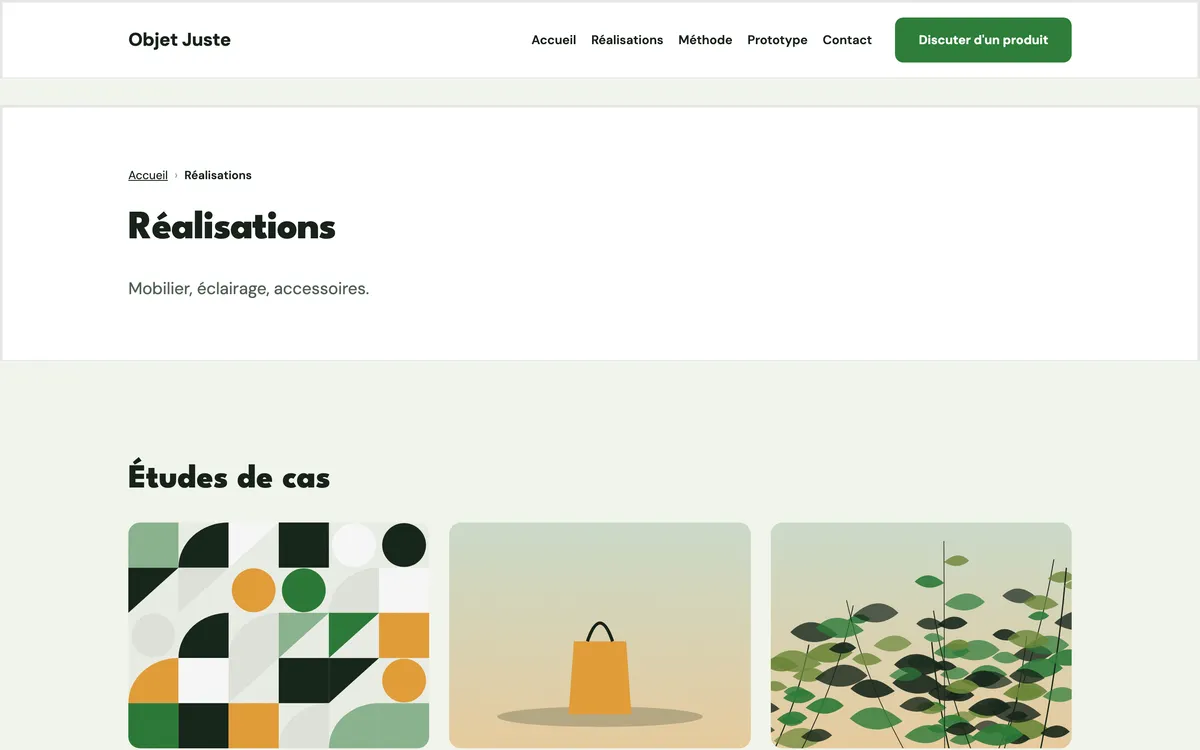 Objet Juste
Accueil Réalisations Méthode Prototype Contact Discuter d'un produit
Accueil › Réalisations
Réalisations
Mobilier, éclairage, accessoires.
Études de cas